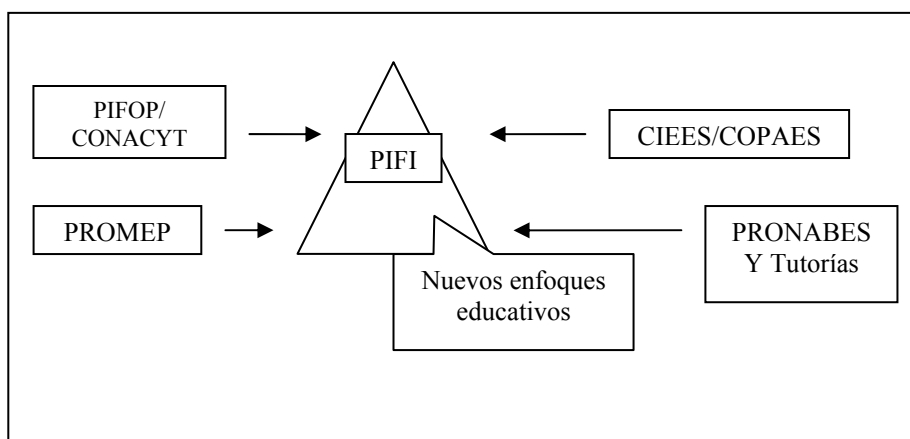 PIFOP/
CONACYT
PIFI
CIEES/COPAES
PROMEP
PRONABES
Y Tutorías
Nuevos enfoques
educativos